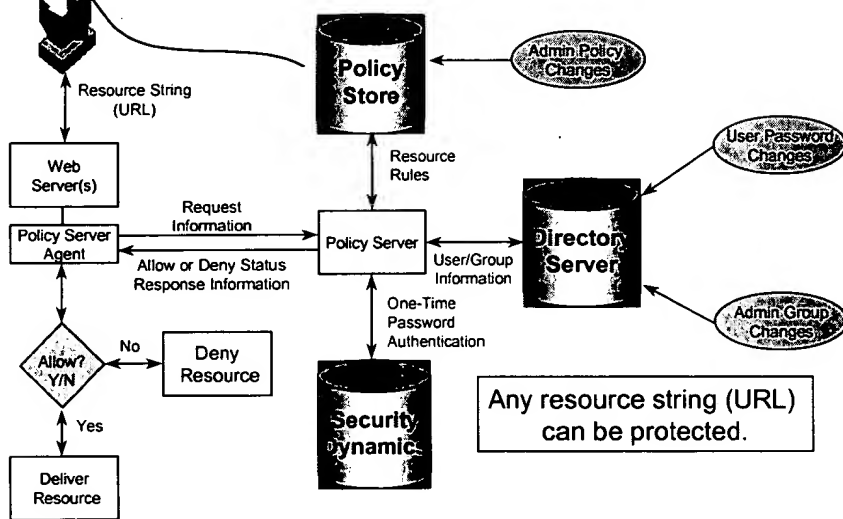 Admin Policy
Changes
Policy
Store
Resource String
(URL)
User Password
Changes
Web
Server(s)
Resource
Rules
Request
Information
Policy Server
Agent
Policy Server
Director
Server
Allow or Deny Status
Response Information
User/Group
Information
One-Time
Password
Authentication
Admin Group
Changes
Allow?
Y/N
No
Deny
Resource
Any resource string (URL)
can be protected.
Security
Dynamic
Yes
Deliver
Resource